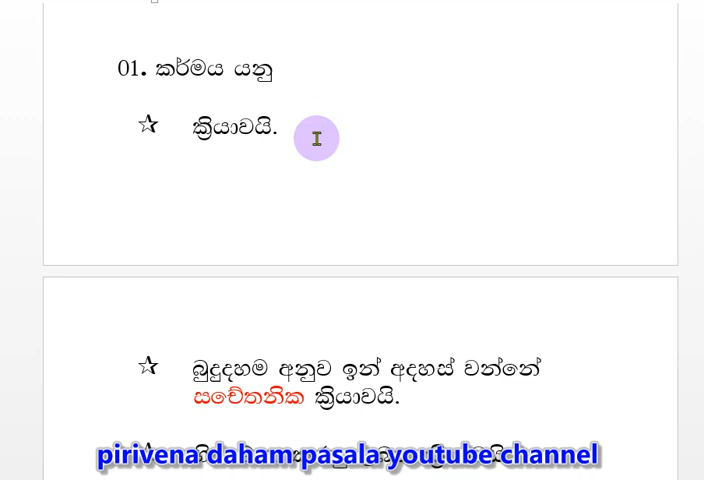 01. කර්මය යනු
☆ ක්‍රියාවයි.
☆ බුදුදහම අනුව ඉන් අදහස් වන්නේ
සචේතනික ක්‍රියාවයි.
pirivena daham pasala youtube channel